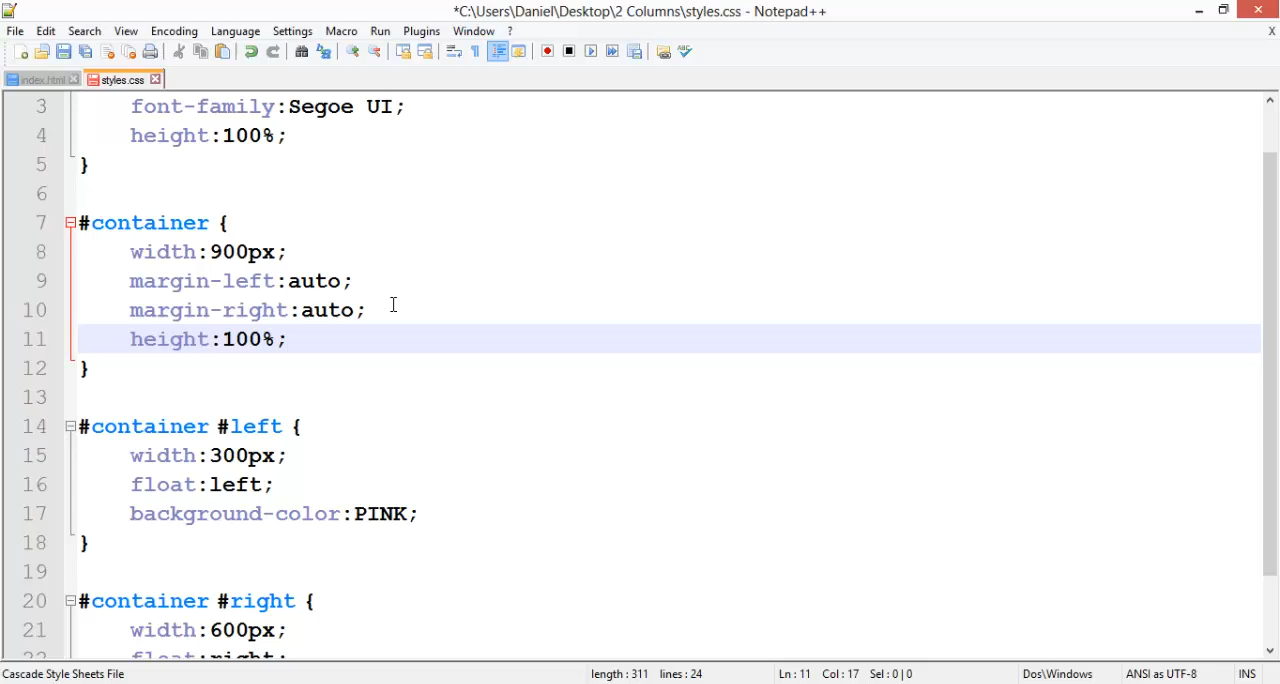 *C:\Users\Daniel\Desktop\2 Columns\styles.css - Notepad++
File Edit Search View Encoding Language Settings Macro Run Plugins Window ? X
index.html styles.css
3 font-family:Segoe UI;
4 height:100%;
5 }
6
7 #container {
8 width:900px;
9 margin-left:auto;
10 margin-right:auto;
11 height:100%;
12 }
13
14 #container #left {
15 width:300px;
16 float:left;
17 background-color:PINK;
18 }
19
20 #container #right {
21 width:600px;
22 float:right;
Cascade Style Sheets File length : 311 lines : 24 Ln : 11 Col : 17 Sel : 0 | 0 Dos\Windows ANSI as UTF-8 INS